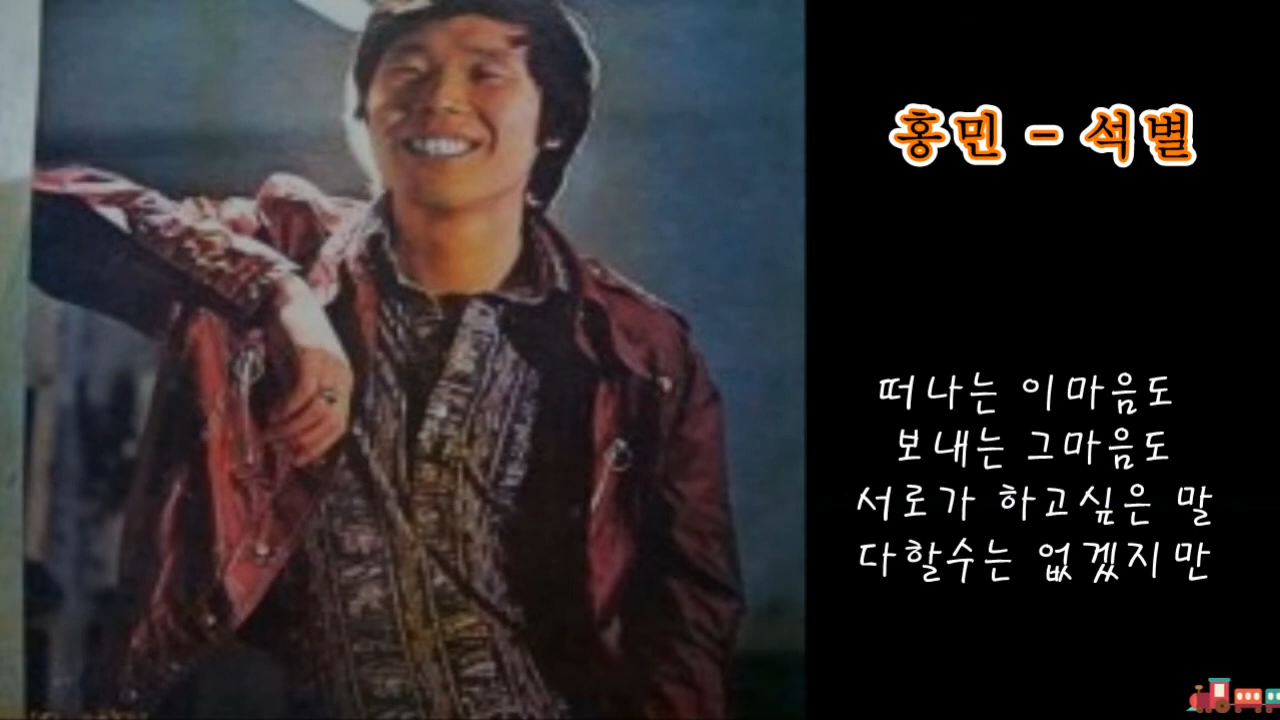 홍민 - 석별
떠나는 이마음도
보내는 그마음도
서로가 하고싶은 말
다할수는 없겠지만